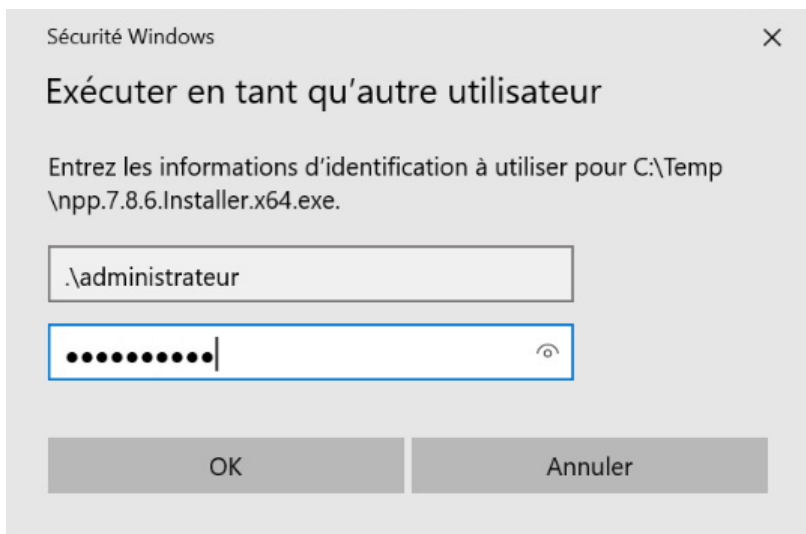 Sécurité Windows
Exécuter en tant qu'autre utilisateur
Entrez les informations d'identification à utiliser pour C:\Temp
\npp.7.8.6.Installer.x64.exe.
.\administrateur
●●●●●●●●●●
OK
Annuler